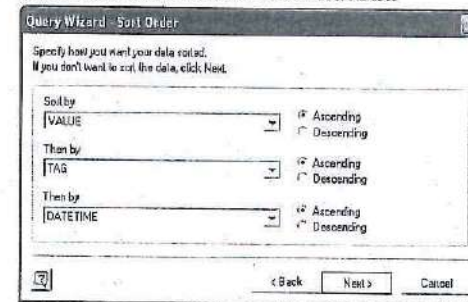 Query Wizard - Sort Order
Specify how you want your data sorted.
If you don't want to sort the data, click Next.
Sort by
VALUE
Ascending
Descending
Then by
TAG
Ascending
Descending
Then by
DATETIME
Ascending
Descending
?
< Back
Next >
Cancel